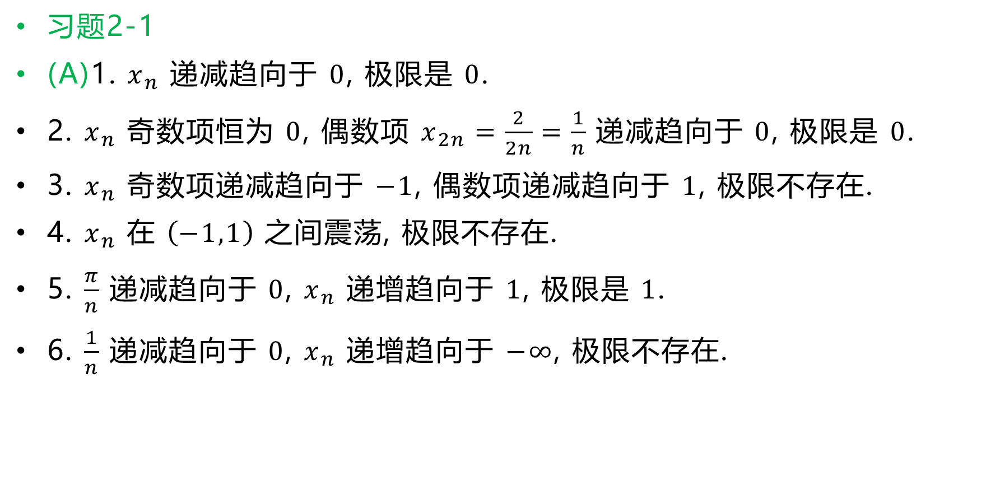 • 习题2-1
• (A)1. $x_n$ 递减趋向于 0, 极限是 0.
• 2. $x_n$ 奇数项恒为 0, 偶数项 $x_{2n} = \frac{2}{2n} = \frac{1}{n}$ 递减趋向于 0, 极限是 0.
• 3. $x_n$ 奇数项递减趋向于 −1, 偶数项递减趋向于 1, 极限不存在.
• 4. $x_n$ 在 (−1,1) 之间震荡, 极限不存在.
• 5. $\frac{\pi}{n}$ 递减趋向于 0, $x_n$ 递增趋向于 1, 极限是 1.
• 6. $\frac{1}{n}$ 递减趋向于 0, $x_n$ 递增趋向于 −∞, 极限不存在.